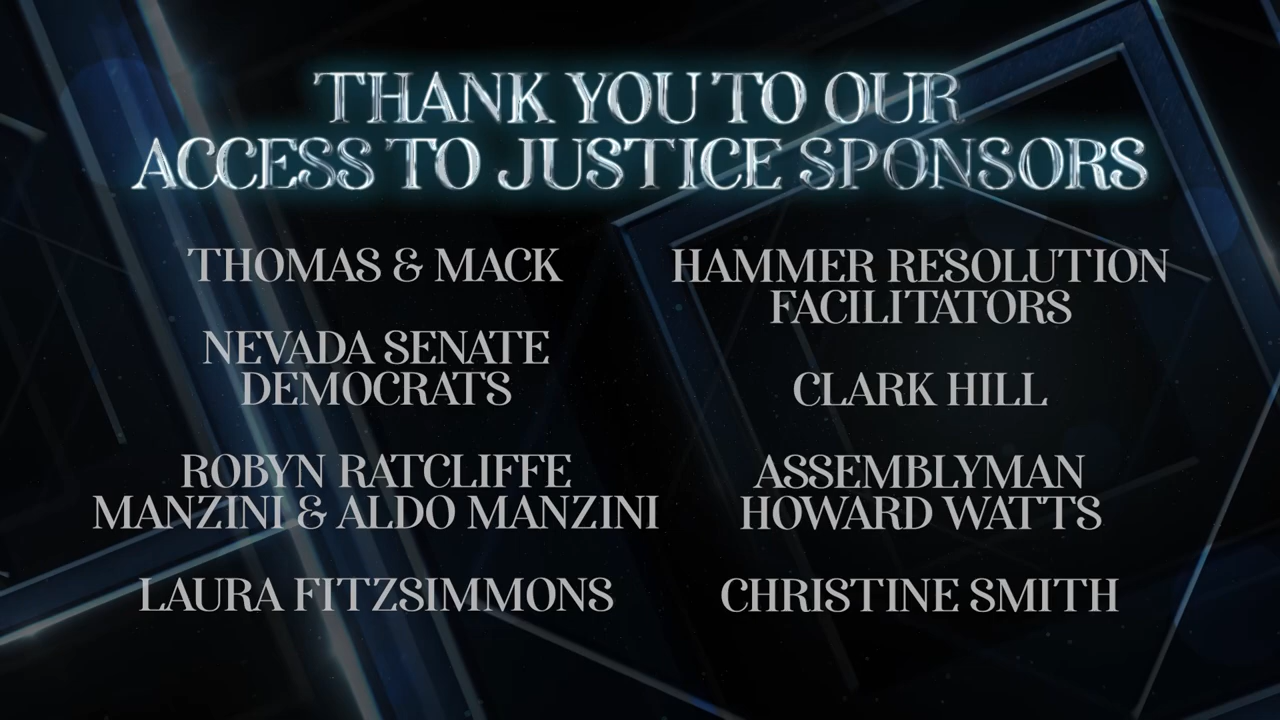 THANK YOU TO OUR
ACCESS TO JUSTICE SPONSORS
THOMAS & MACK
NEVADA SENATE
DEMOCRATS
ROBYN RATCLIFFE
MANZINI & ALDO MANZINI
LAURA FITZSIMMONS
HAMMER RESOLUTION
FACILITATORS
CLARK HILL
ASSEMBLYMAN
HOWARD WATTS
CHRISTINE SMITH